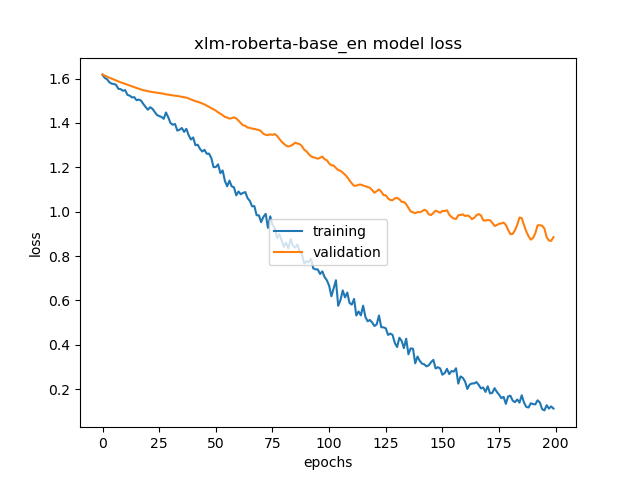 xlm-roberta-base_en model loss
loss
1.6
1.4
1.2
1.0
0.8
0.6
0.4
0.2
training
validation
0 25 50 75 100 125 150 175 200
epochs